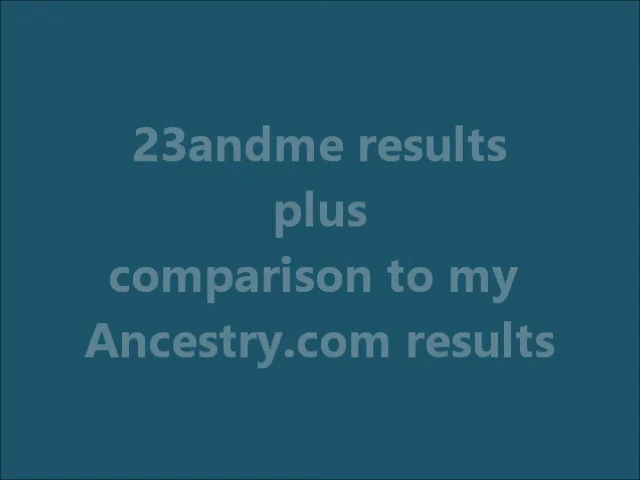 23andme results
plus
comparison to my
Ancestry.com results